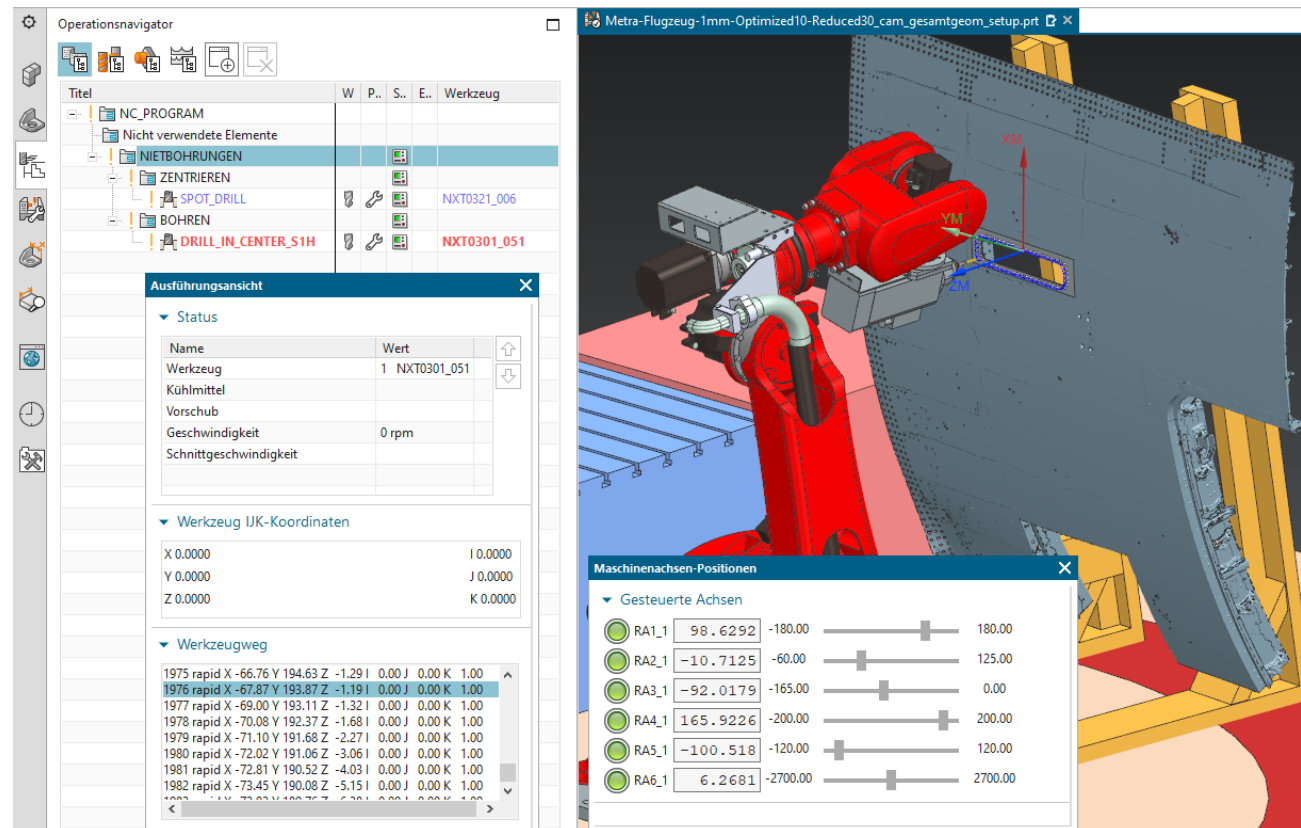 Operationsnavigator
Titel W P.. S.. E.. Werkzeug
NC_PROGRAM
Nicht verwendete Elemente
NIETBOHRUNGEN
ZENTRIEREN
SPOT_DRILL NXT0321_006
BOHREN
DRILL_IN_CENTER_S1H NXT0301_051
Ausführungsansicht
Status
Name Wert
Werkzeug 1 NXT0301_051
Kühlmittel
Vorschub
Geschwindigkeit 0 rpm
Schnittgeschwindigkeit
Werkzeug IJK-Koordinaten
X 0.0000 I 0.0000
Y 0.0000 J 0.0000
Z 0.0000 K 0.0000
Werkzeugweg
1975 rapid X -66.76 Y 194.63 Z -1.29 I 0.00 J 0.00 K 1.00
1976 rapid X -67.87 Y 193.87 Z -1.19 I 0.00 J 0.00 K 1.00
1977 rapid X -69.00 Y 193.11 Z -1.32 I 0.00 J 0.00 K 1.00
1978 rapid X -70.08 Y 192.37 Z -1.68 I 0.00 J 0.00 K 1.00
1979 rapid X -71.10 Y 191.68 Z -2.27 I 0.00 J 0.00 K 1.00
1980 rapid X -72.02 Y 191.06 Z -3.06 I 0.00 J 0.00 K 1.00
1981 rapid X -72.81 Y 190.52 Z -4.03 I 0.00 J 0.00 K 1.00
1982 rapid X -73.45 Y 190.08 Z -5.15 I 0.00 J 0.00 K 1.00
Metra-Flugzeug-1mm-Optimized10-Reduced30_cam_gesamtgeom_setup.prt
XM
YM
ZM
Maschinenachsen-Positionen
Gesteuerte Achsen
RA1_1 98.6292 -180.00 180.00
RA2_1 -10.7125 -60.00 125.00
RA3_1 -92.0179 -165.00 0.00
RA4_1 165.9226 -200.00 200.00
RA5_1 -100.518 -120.00 120.00
RA6_1 6.2681 -2700.00 2700.00